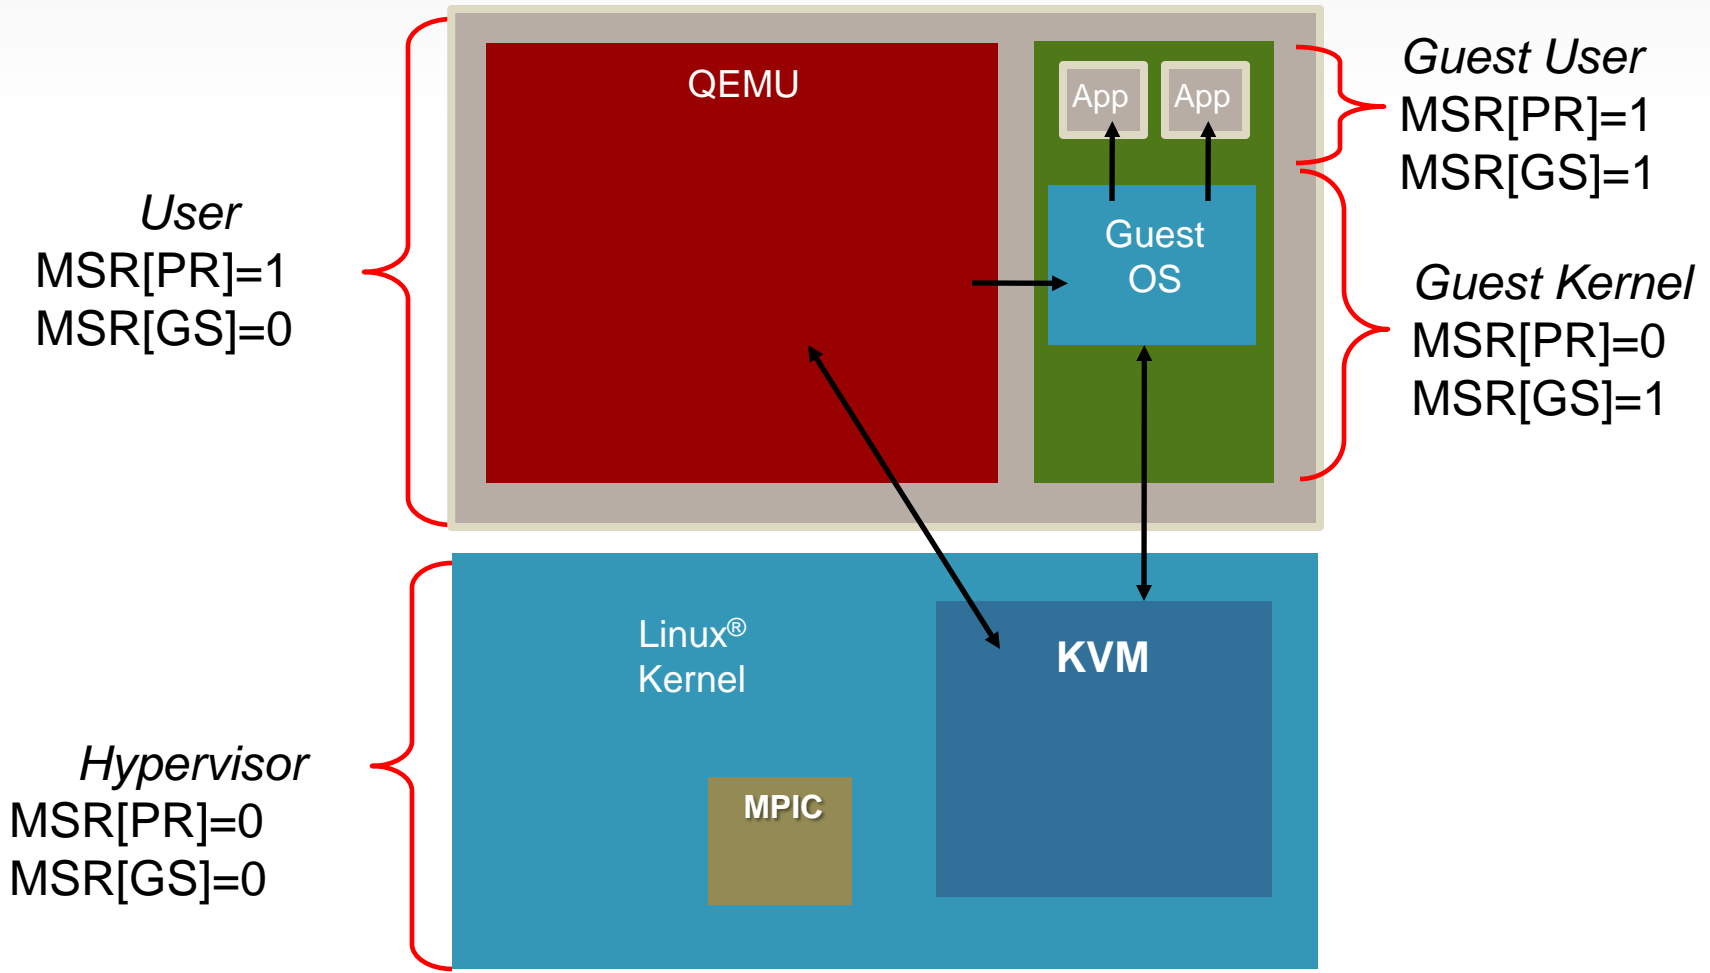 User
MSR[PR]=1
MSR[GS]=0
QEMU
App
App
Guest
OS
Guest User
MSR[PR]=1
MSR[GS]=1
Guest Kernel
MSR[PR]=0
MSR[GS]=1
Hypervisor
MSR[PR]=0
MSR[GS]=0
Linux®
Kernel
KVM
MPIC